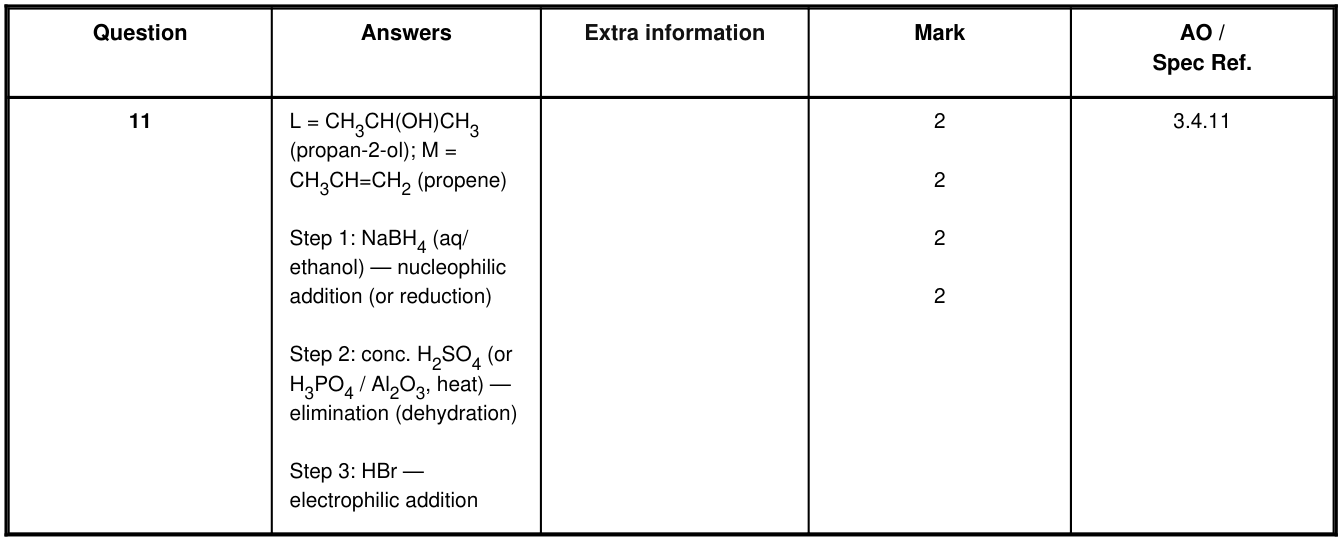 Question Answers Extra information Mark AO /
Spec Ref.
11 L = CH3CH(OH)CH3 2 3.4.11
(propan-2-ol); M =
CH3CH=CH2 (propene) 2
Step 1: NaBH4 (aq/ 2
ethanol) — nucleophilic
addition (or reduction) 2
Step 2: conc. H2SO4 (or
H3PO4 / Al2O3, heat) —
elimination (dehydration)
Step 3: HBr —
electrophilic addition